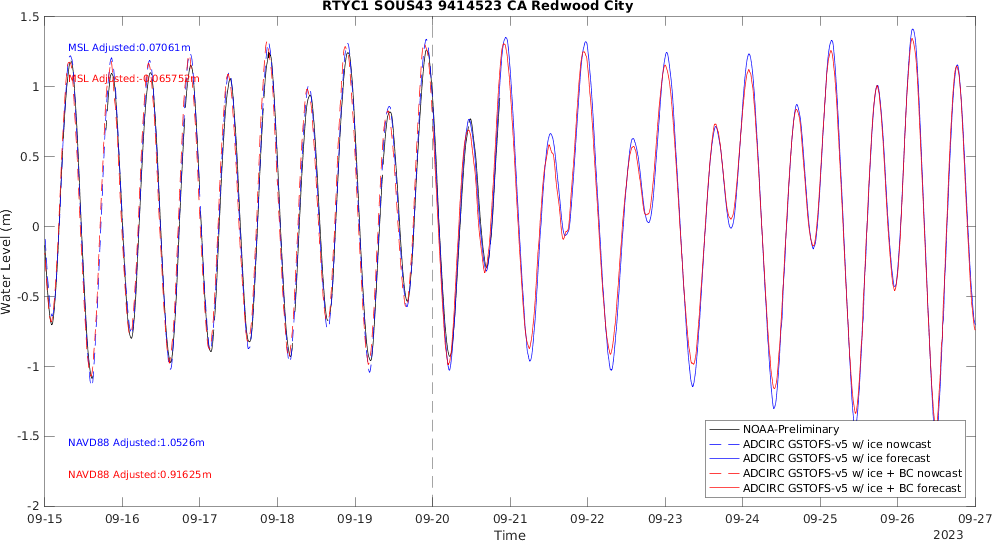 RTYC1 SOUS43 9414523 CA Redwood City
MSL Adjusted:0.07061m
MSL Adjusted:-0.065752m
NAVD88 Adjusted:1.0526m
NAVD88 Adjusted:0.91625m
Water Level (m)
1.5
1
0.5
0
-0.5
-1
-1.5
-2
NOAA-Preliminary
ADCIRC GSTOFS-v5 w/ ice nowcast
ADCIRC GSTOFS-v5 w/ ice forecast
ADCIRC GSTOFS-v5 w/ ice + BC nowcast
ADCIRC GSTOFS-v5 w/ ice + BC forecast
09-15 09-16 09-17 09-18 09-19 09-20 09-21 09-22 09-23 09-24 09-25 09-26 09-27
Time
2023